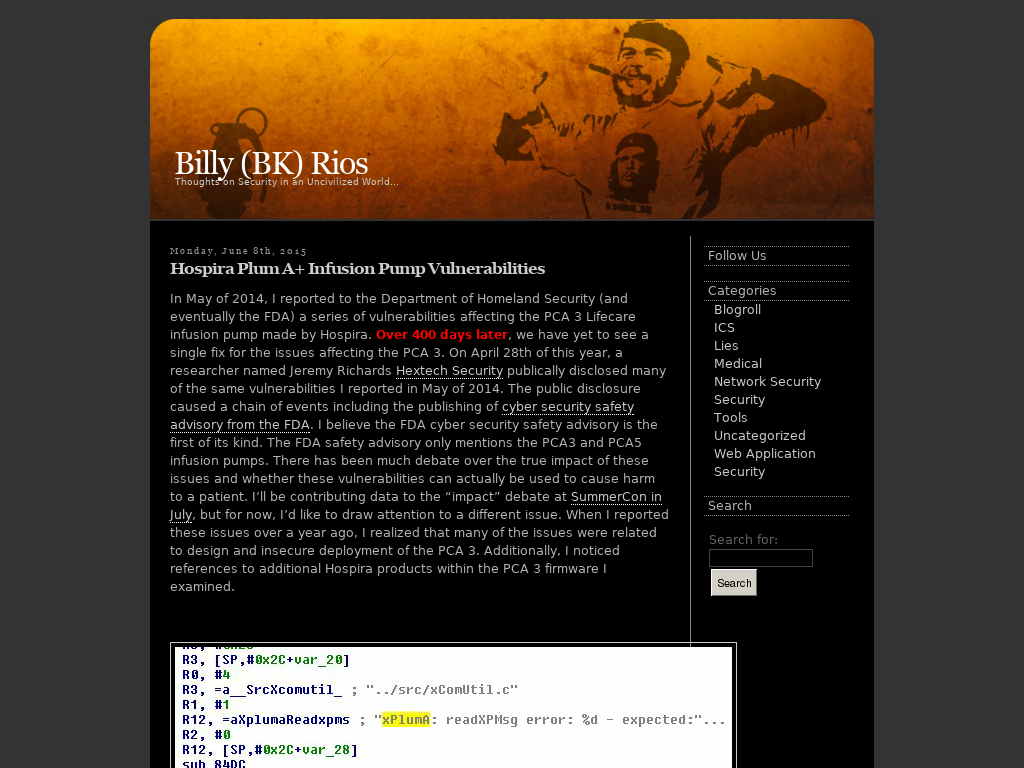 Billy (BK) Rios
Thoughts on Security in an Uncivilized World...
Monday, June 8th, 2015
Hospira Plum A+ Infusion Pump Vulnerabilities
In May of 2014, I reported to the Department of Homeland Security (and
eventually the FDA) a series of vulnerabilities affecting the PCA 3 Lifecare
infusion pump made by Hospira. Over 400 days later, we have yet to see a
single fix for the issues affecting the PCA 3. On April 28th of this year, a
researcher named Jeremy Richards Hextech Security publically disclosed many
of the same vulnerabilities I reported in May of 2014. The public disclosure
caused a chain of events including the publishing of cyber security safety
advisory from the FDA. I believe the FDA cyber security safety advisory is the
first of its kind. The FDA safety advisory only mentions the PCA3 and PCA5
infusion pumps. There has been much debate over the true impact of these
issues and whether these vulnerabilities can actually be used to cause harm
to a patient. I’ll be contributing data to the “impact” debate at SummerCon in
July, but for now, I’d like to draw attention to a different issue. When I reported
these issues over a year ago, I realized that many of the issues were related
to design and insecure deployment of the PCA 3. Additionally, I noticed
references to additional Hospira products within the PCA 3 firmware I
examined.
R3, [SP,#0x2C+var_20]
R0, #4
R3, =a__SrcXcomutil_ ; "../src/xComUtil.c"
R1, #1
R12, =aXplumaReadxpms ; "xPlumA: readXPMsg error: %d - expected:"...
R2, #0
R12, [SP,#0x2C+var_28]
sub_84DC
Follow Us
Categories
Blogroll
ICS
Lies
Medical
Network Security
Security
Tools
Uncategorized
Web Application
Security
Search
Search for:
Search